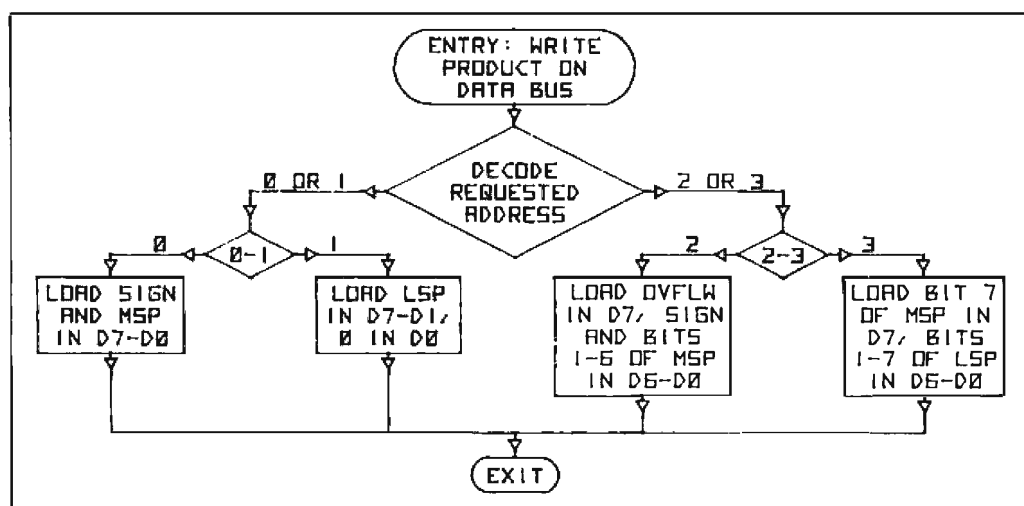 ENTRY: WRITE
PRODUCT ON
DATA BUS
DECODE
REQUESTED
ADDRESS
0 OR 1
2 OR 3
0
0-1
1
2
2-3
3
LOAD SIGN
AND MSP
IN D7-D0
LOAD LSP
IN D7-D1,
0 IN D0
LOAD OVFLW
IN D7, SIGN
AND BITS
1-6 OF MSP
IN D6-D0
LOAD BIT 7
OF MSP IN
D7, BITS
1-7 OF LSP
IN D6-D0
EXIT